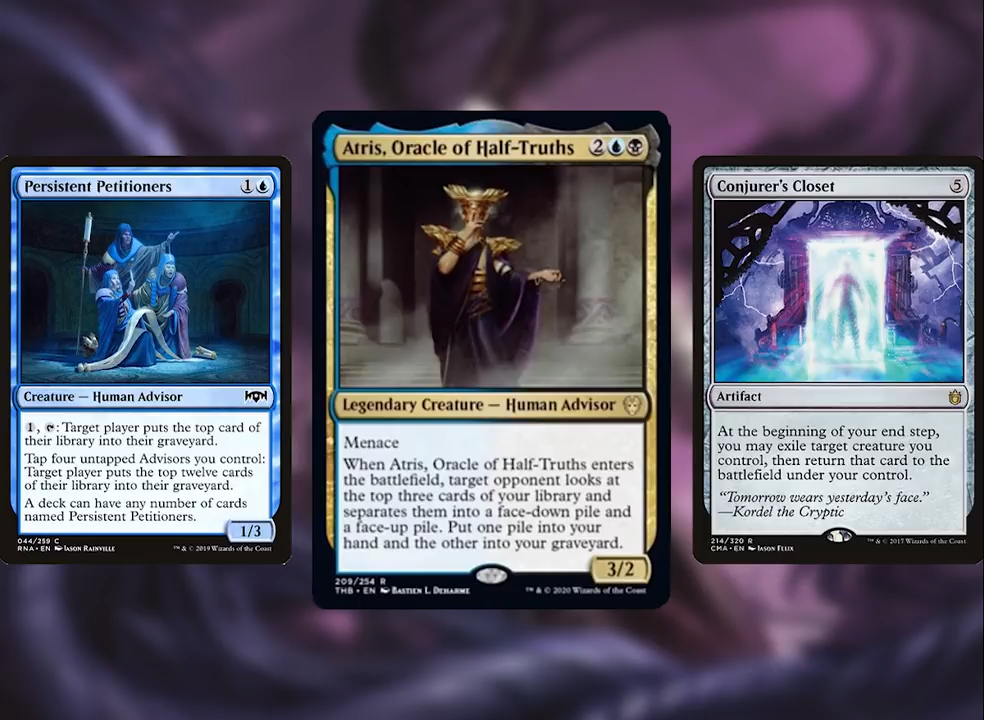 Persistent Petitioners 1
Creature — Human Advisor
1, T: Target player puts the top card of
their library into their graveyard.
Tap four untapped Advisors you control:
Target player puts the top twelve cards
of their library into their graveyard.
A deck can have any number of cards
named Persistent Petitioners.
1/3
044/259 C
RNA • EN Jason Rainville
™ & © 2019 Wizards of the Coast
Atris, Oracle of Half-Truths 2
Legendary Creature — Human Advisor
Menace
When Atris, Oracle of Half-Truths enters
the battlefield, target opponent looks at
the top three cards of your library and
separates them into a face-down pile and
a face-up pile. Put one pile into your
hand and the other into your graveyard.
3/2
209/254 R
THB • EN Bastien L. Deharme
™ & © 2020 Wizards of the Coast
Conjurer's Closet 5
Artifact
At the beginning of your end step,
you may exile target creature you
control, then return that card to the
battlefield under your control.
“Tomorrow wears yesterday's face.”
—Kordel the Cryptic
214/320 R
CMA • EN Jason Felix
™ & © 2017 Wizards of the Coast